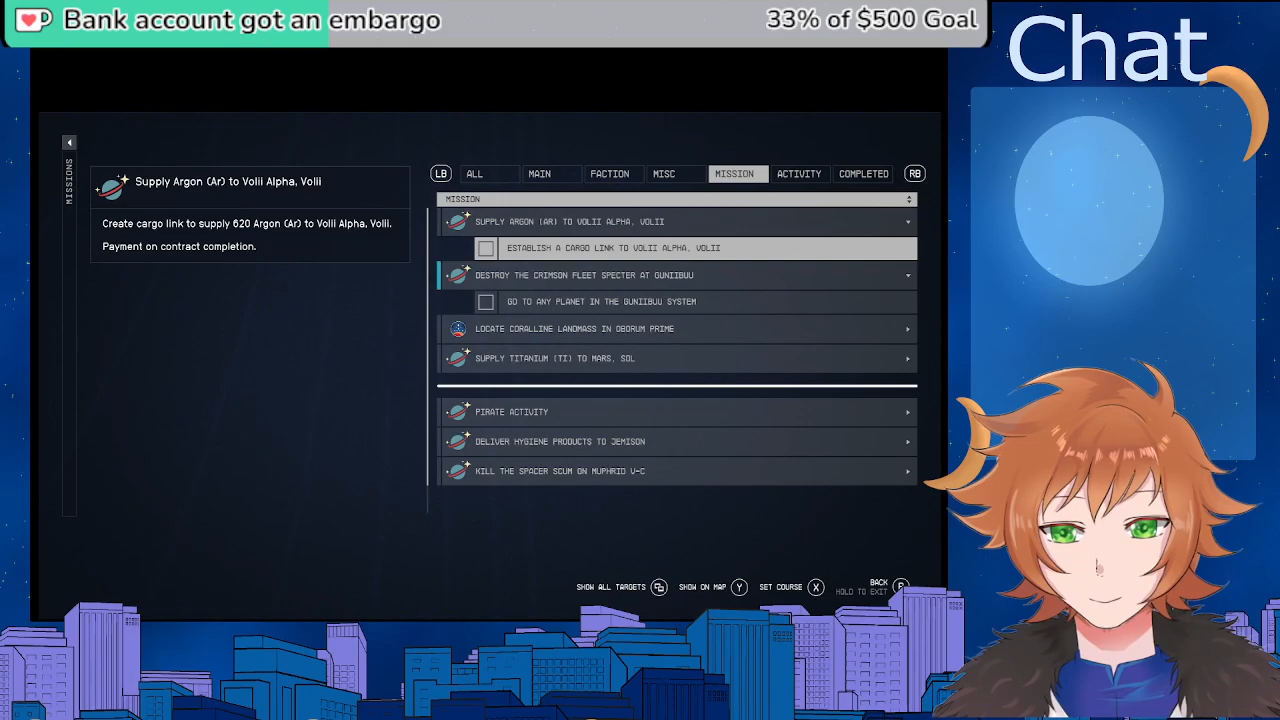 Bank account got an embargo
33% of $500 Goal
Chat
MISSIONS
Supply Argon (Ar) to Volii Alpha, Volii
Create cargo link to supply 620 Argon (Ar) to Volii Alpha, Volii.
Payment on contract completion.
LB ALL MAIN FACTION MISC MISSION ACTIVITY COMPLETED RB
MISSION
SUPPLY ARGON (AR) TO VOLII ALPHA, VOLII
ESTABLISH A CARGO LINK TO VOLII ALPHA, VOLII
DESTROY THE CRIMSON FLEET SPECTER AT GUNIIBUU
GO TO ANY PLANET IN THE GUNIIBUU SYSTEM
LOCATE CORALLINE LANDMASS IN OBORUM PRIME
SUPPLY TITANIUM (TI) TO MARS, SOL
PIRATE ACTIVITY
DELIVER HYGIENE PRODUCTS TO JEMISON
KILL THE SPACER SCUM ON MUPHRID V-C
SHOW ALL TARGETS SHOW ON MAP Y SET COURSE X BACK B
HOLD TO EXIT